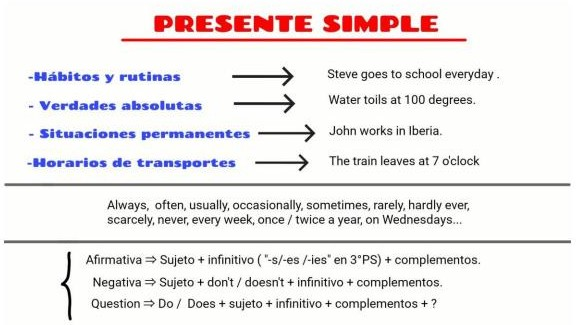 PRESENTE SIMPLE
-Hábitos y rutinas
Steve goes to school everyday .
- Verdades absolutas
Water toils at 100 degrees.
- Situaciones permanentes
John works in Iberia.
-Horarios de transportes
The train leaves at 7 o'clock
Always, often, usually, occasionally, sometimes, rarely, hardly ever,
scarcely, never, every week, once / twice a year, on Wednesdays...
Afirmativa ⇒ Sujeto + infinitivo ( "-s/-es /-ies" en 3°PS) + complementos.
Negativa ⇒ Sujeto + don't / doesn't + infinitivo + complementos.
Question ⇒ Do / Does + sujeto + infinitivo + complementos + ?